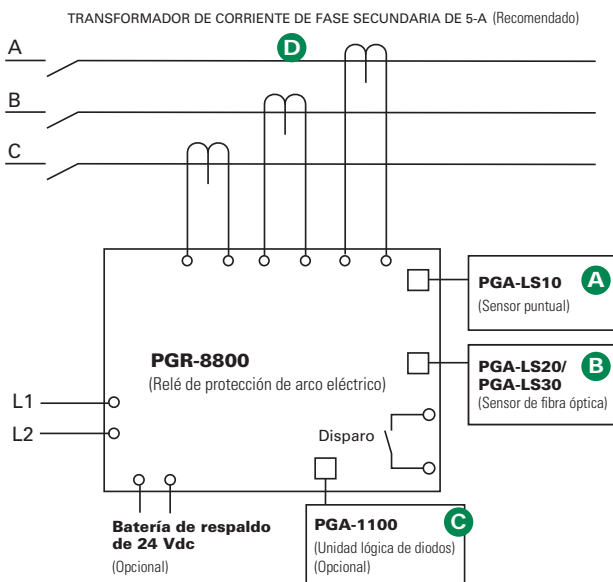 TRANSFORMADOR DE CORRIENTE DE FASE SECUNDARIA DE 5-A (Recomendado)
A
D
B
C
PGA-LS10
A
(Sensor puntual)
PGR-8800
(Relé de protección de arco eléctrico)
PGA-LS20/
PGA-LS30
B
(Sensor de fibra óptica)
L1
L2
Disparo
Batería de respaldo
de 24 Vdc
(Opcional)
PGA-1100
C
(Unidad lógica de diodos)
(Opcional)